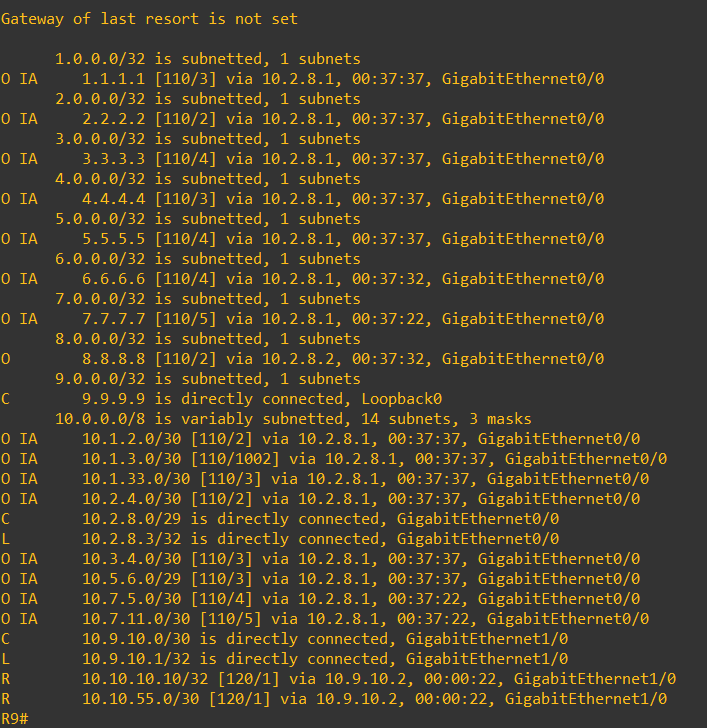 Gateway of last resort is not set
1.0.0.0/32 is subnetted, 1 subnets
O IA 1.1.1.1 [110/3] via 10.2.8.1, 00:37:37, GigabitEthernet0/0
2.0.0.0/32 is subnetted, 1 subnets
O IA 2.2.2.2 [110/2] via 10.2.8.1, 00:37:37, GigabitEthernet0/0
3.0.0.0/32 is subnetted, 1 subnets
O IA 3.3.3.3 [110/4] via 10.2.8.1, 00:37:37, GigabitEthernet0/0
4.0.0.0/32 is subnetted, 1 subnets
O IA 4.4.4.4 [110/3] via 10.2.8.1, 00:37:37, GigabitEthernet0/0
5.0.0.0/32 is subnetted, 1 subnets
O IA 5.5.5.5 [110/4] via 10.2.8.1, 00:37:37, GigabitEthernet0/0
6.0.0.0/32 is subnetted, 1 subnets
O IA 6.6.6.6 [110/4] via 10.2.8.1, 00:37:32, GigabitEthernet0/0
7.0.0.0/32 is subnetted, 1 subnets
O IA 7.7.7.7 [110/5] via 10.2.8.1, 00:37:22, GigabitEthernet0/0
8.0.0.0/32 is subnetted, 1 subnets
O 8.8.8.8 [110/2] via 10.2.8.2, 00:37:32, GigabitEthernet0/0
9.0.0.0/32 is subnetted, 1 subnets
C 9.9.9.9 is directly connected, Loopback0
10.0.0.0/8 is variably subnetted, 14 subnets, 3 masks
O IA 10.1.2.0/30 [110/2] via 10.2.8.1, 00:37:37, GigabitEthernet0/0
O IA 10.1.3.0/30 [110/1002] via 10.2.8.1, 00:37:37, GigabitEthernet0/0
O IA 10.1.33.0/30 [110/3] via 10.2.8.1, 00:37:37, GigabitEthernet0/0
O IA 10.2.4.0/30 [110/2] via 10.2.8.1, 00:37:37, GigabitEthernet0/0
C 10.2.8.0/29 is directly connected, GigabitEthernet0/0
L 10.2.8.3/32 is directly connected, GigabitEthernet0/0
O IA 10.3.4.0/30 [110/3] via 10.2.8.1, 00:37:37, GigabitEthernet0/0
O IA 10.5.6.0/29 [110/3] via 10.2.8.1, 00:37:37, GigabitEthernet0/0
O IA 10.7.5.0/30 [110/4] via 10.2.8.1, 00:37:22, GigabitEthernet0/0
O IA 10.7.11.0/30 [110/5] via 10.2.8.1, 00:37:22, GigabitEthernet0/0
C 10.9.10.0/30 is directly connected, GigabitEthernet1/0
L 10.9.10.1/32 is directly connected, GigabitEthernet1/0
R 10.10.10.10/32 [120/1] via 10.9.10.2, 00:00:22, GigabitEthernet1/0
R 10.10.55.0/30 [120/1] via 10.9.10.2, 00:00:22, GigabitEthernet1/0
R9#